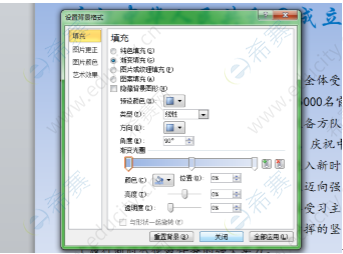 成立
设置背景格式
填充
图片更正
图片颜色
艺术效果
填充
纯色填充(S)
渐变填充(G)
图片或纹理填充(P)
图案填充(A)
隐藏背景图形(H)
预设颜色(R):
类型(Y): 线性
方向(D):
角度(E): 90°
渐变光圈
颜色(C) 位置(O): 0%
亮度(I): 0%
透明度(T): 0%
与形状一起旋转(W)
重置背景(B) 关闭 全部应用(L)
全体受
000名官
备方队
庆祝中
入新时
迈向强
受习主
挥的坚
希赛